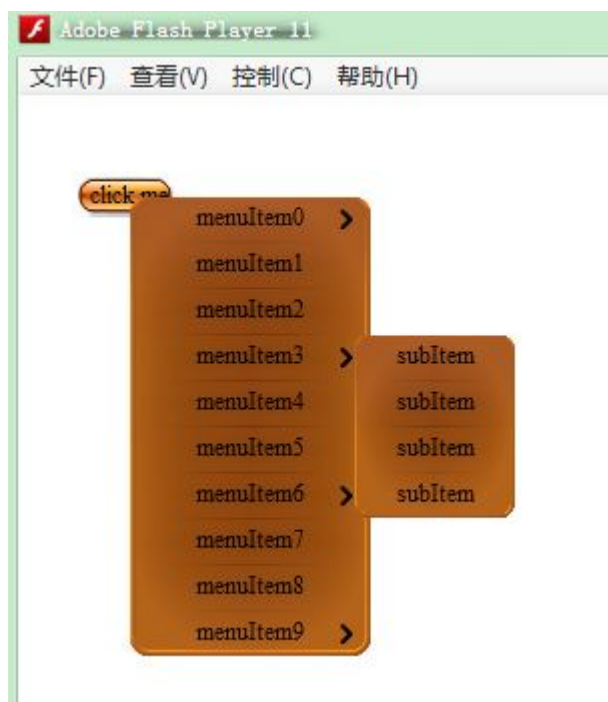 Adobe Flash Player 11
文件(F) 查看(V) 控制(C) 帮助(H)
click me
menuItem0
menuItem1
menuItem2
menuItem3 subItem
menuItem4 subItem
menuItem5 subItem
menuItem6 subItem
menuItem7
menuItem8
menuItem9